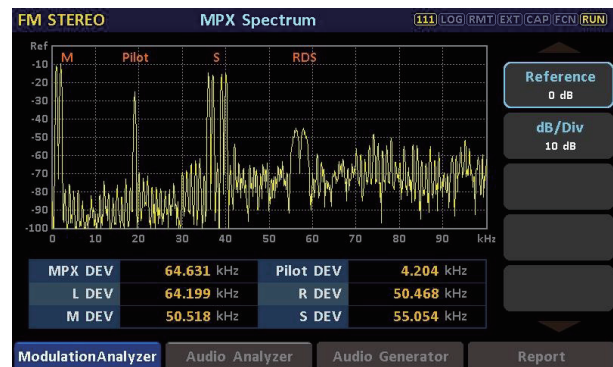 FM STEREO MPX Spectrum 111 LOG RMT EXT CAP FCN RUN
Ref
M Pilot S RDS
-10
-20
-30
-40
-50
-60
-70
-80
-90
-100
0 10 20 30 40 50 60 70 80 90 kHz
Reference
0 dB
dB/Div
10 dB
MPX DEV 64.631 kHz Pilot DEV 4.204 kHz
L DEV 64.199 kHz R DEV 50.468 kHz
M DEV 50.518 kHz S DEV 55.054 kHz
ModulationAnalyzer Audio Analyzer Audio Generator Report